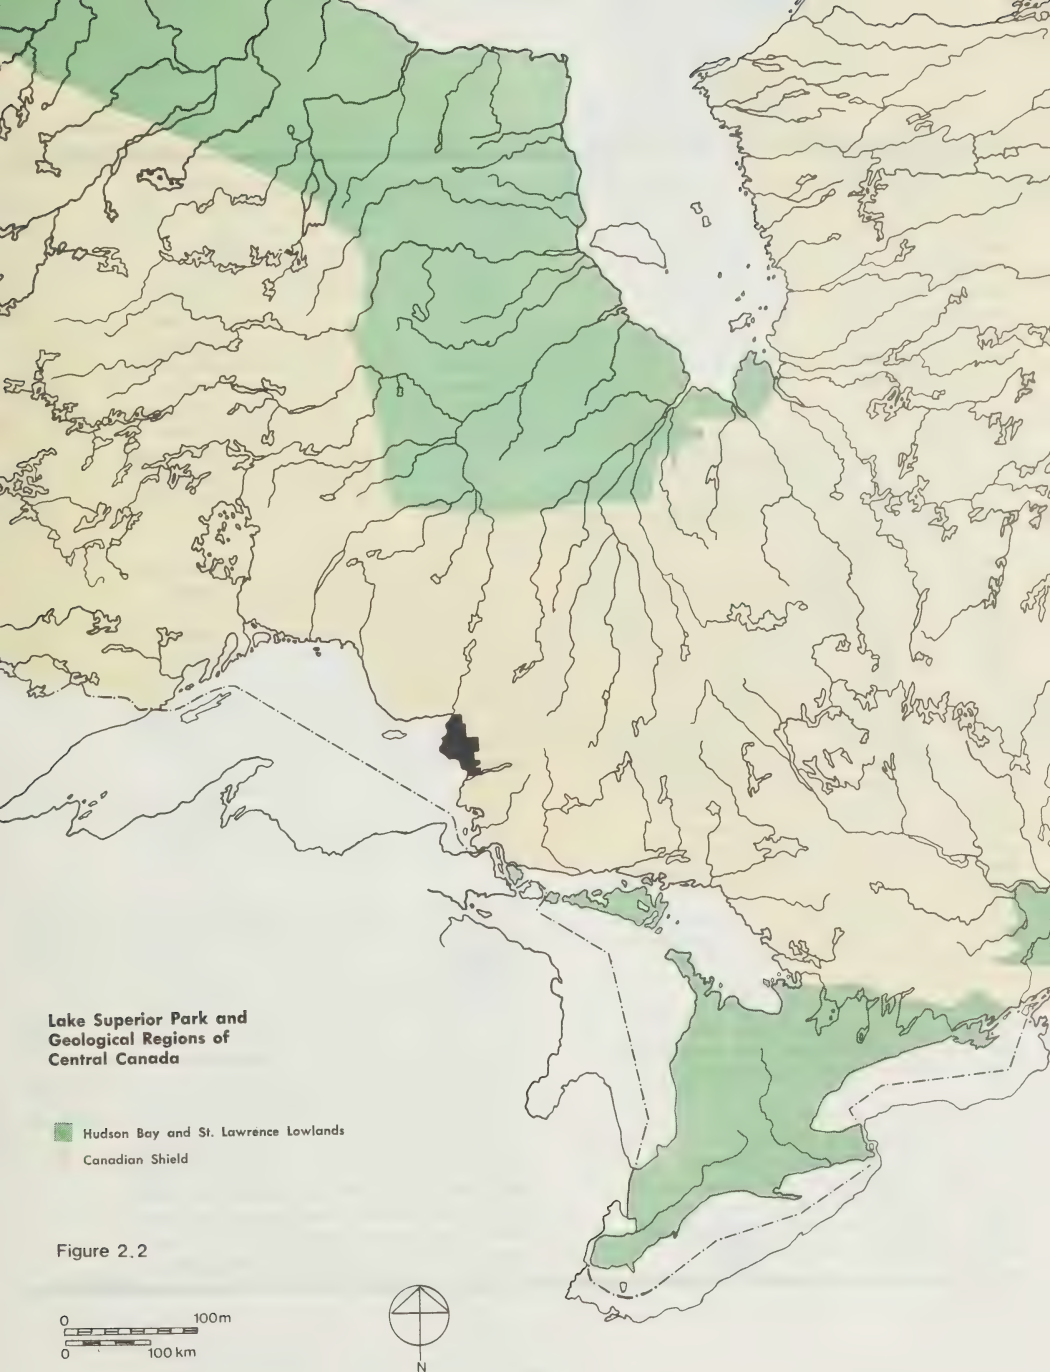 Lake Superior Park and
Geological Regions of
Central Canada
Hudson Bay and St. Lawrence Lowlands
Canadian Shield
Figure 2.2
0 100m
0 100 km
N